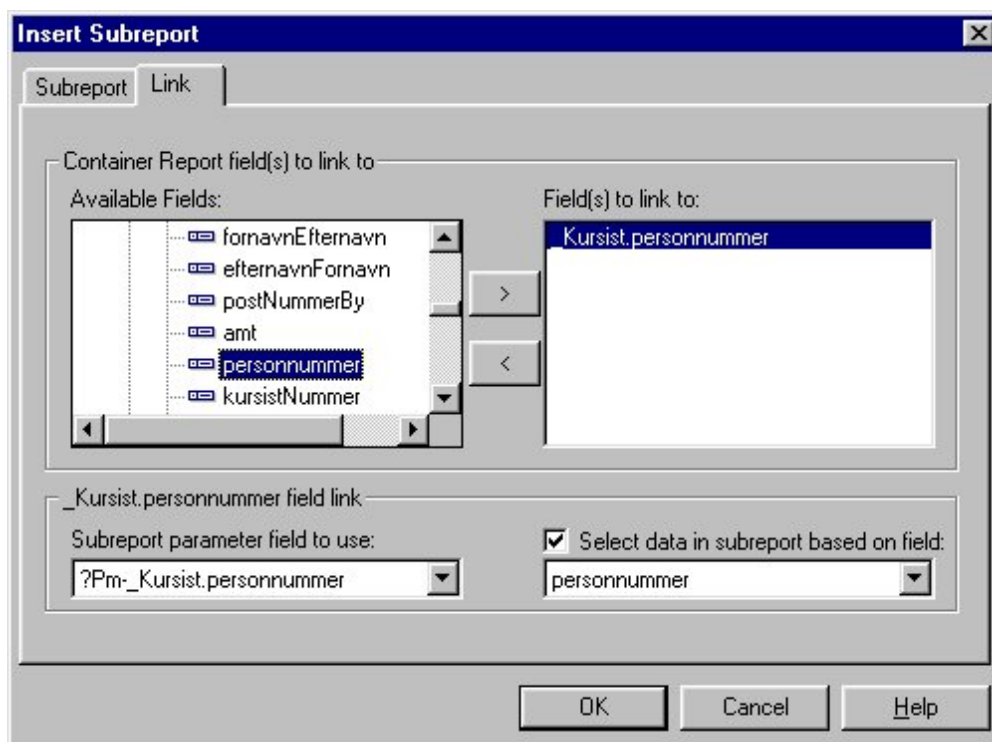 Insert Subreport
Subreport
Link
Container Report field(s) to link to
Available Fields:
fornavnEfternavn
efternavnFornavn
postNummerBy
amt
personnummer
kursistNummer
>
<
Field(s) to link to:
_Kursist.personnummer
_Kursist.personnummer field link
Subreport parameter field to use:
?Pm-_Kursist.personnummer
Select data in subreport based on field:
personnummer
OK
Cancel
Help